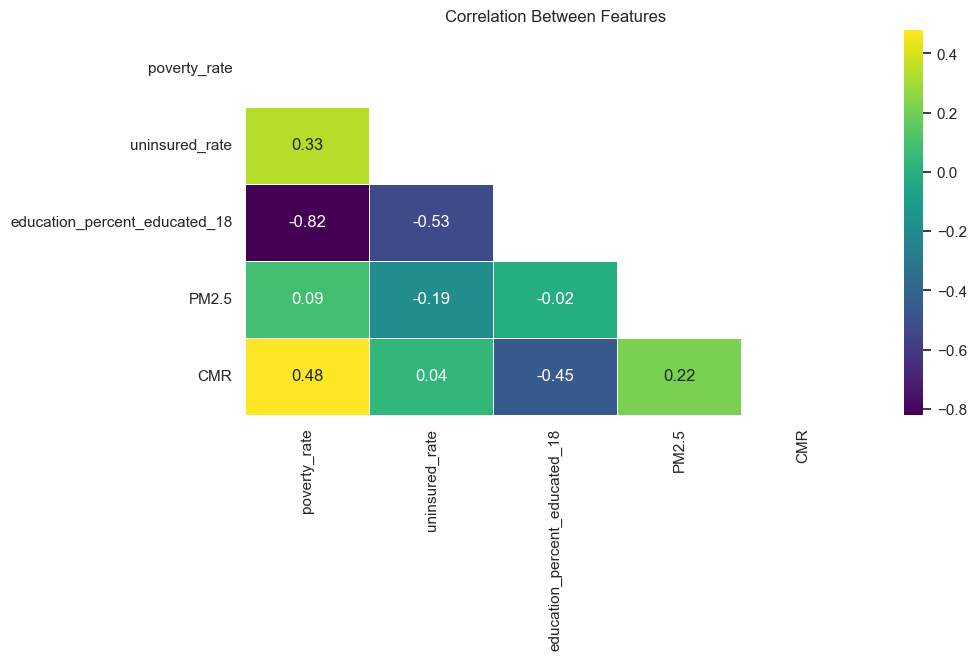 Correlation Between Features
poverty_rate
uninsured_rate
0.33
education_percent_educated_18
-0.82
-0.53
PM2.5
0.09
-0.19
-0.02
CMR
0.48
0.04
-0.45
0.22
poverty_rate
uninsured_rate
education_percent_educated_18
PM2.5
CMR
0.4
0.2
0.0
−0.2
−0.4
−0.6
−0.8